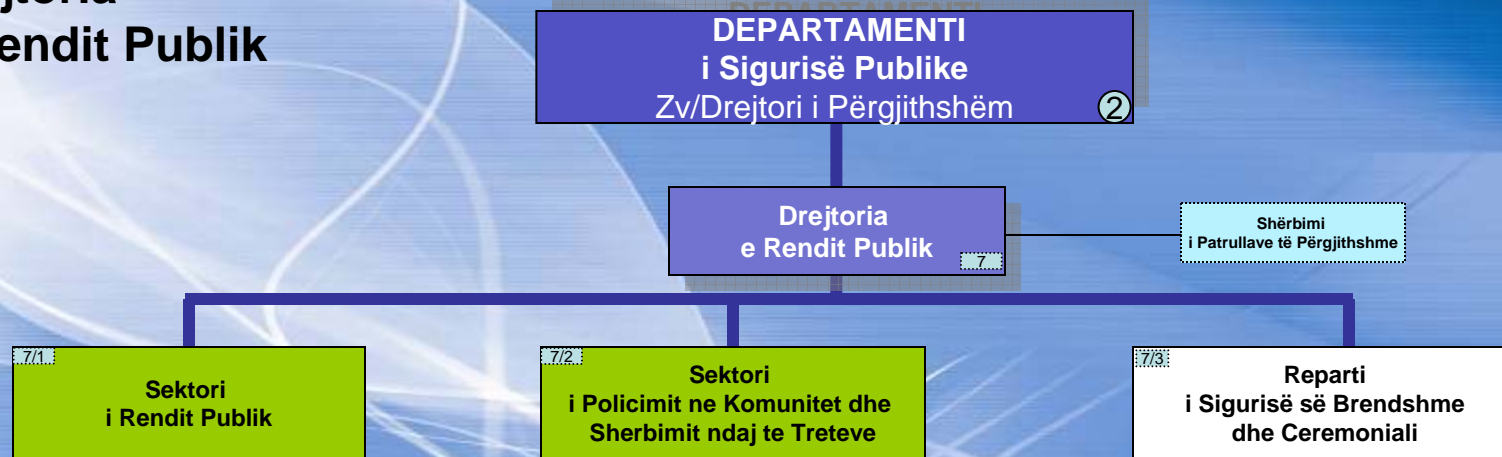 endit Publik
DEPARTAMENTI
i Sigurisë Publike
Zv/Drejtori i Përgjithshëm
2
Drejtoria
e Rendit Publik
7
Shërbimi
i Patrullave të Përgjithshme
7/1
Sektori
i Rendit Publik
7/2
Sektori
i Policimit ne Komunitet dhe
Sherbimit ndaj te Treteve
7/3
Reparti
i Sigurisë së Brendshme
dhe Ceremoniali